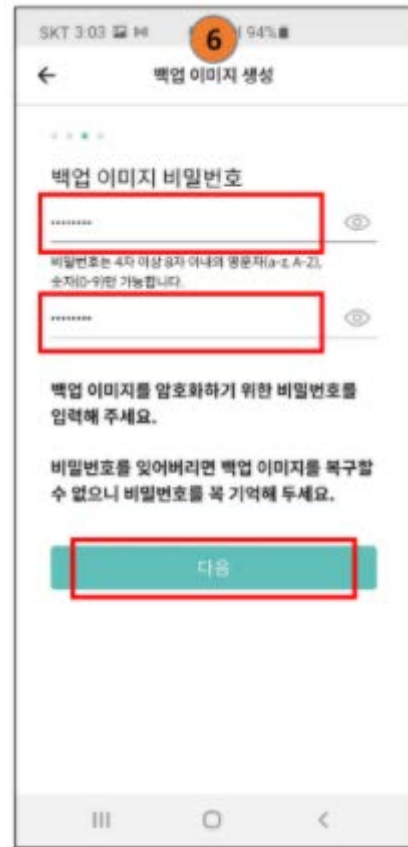 SKT 3:03
6
94%
백업 이미지 생성
백업 이미지 비밀번호
········
비밀번호는 4자 이상 8자 이내의 영문자(a-z, A-Z),
숫자(0-9)만 가능합니다.
········
백업 이미지를 암호화하기 위한 비밀번호를
입력해 주세요.
비밀번호를 잊어버리면 백업 이미지를 복구할
수 없으니 비밀번호를 꼭 기억해 두세요.
다음